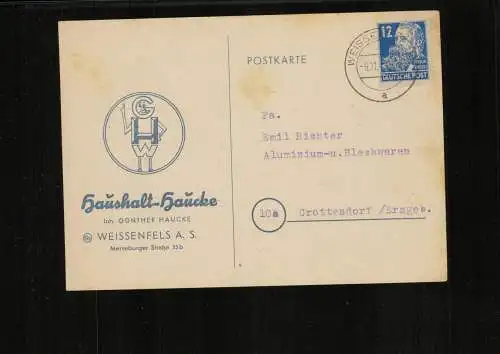 POSTKARTE
WEISSE
12
DEUTSCHE POST
a
Fa.
Emil Richter
Aluminium-u.Blechwaren
10a
Crottendorf /Erzgeb.
Haushalt-Haucke
Inh. GÜNTHER HAUCKE
WEISSENFELS A. S.
Merseburger Straße 35b